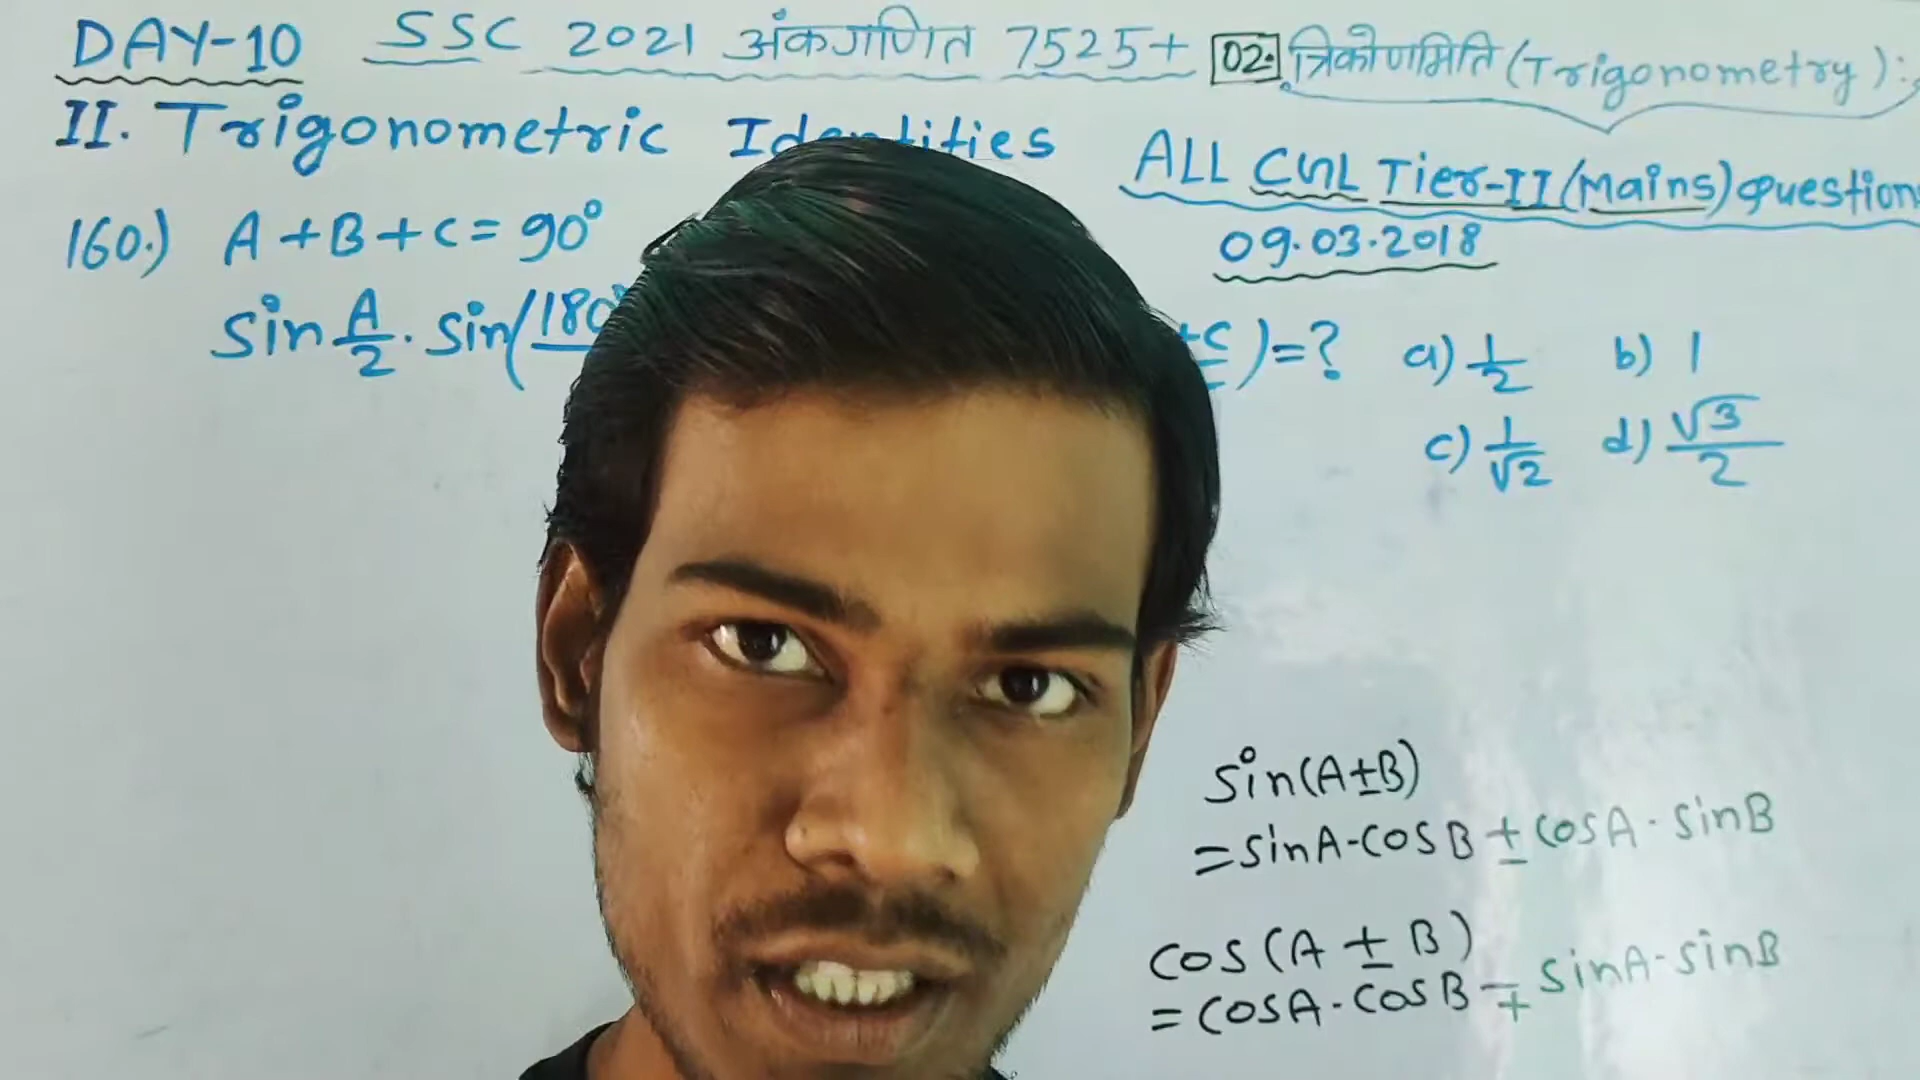 DAY-10 SSC 2021 अंकगणित 7525+ 02. त्रिकोणमिति (Trigonometry):
II. Trigonometric Identities
ALL CGL Tier-II (Mains) Question
09.03.2018
160.) A + B + C = 90°
sin A/2 . sin(180° +C )=? a) 1/2 b) 1
c) 1/√2 d) √3/2
sin(A±B)
= sinA.cosB ± cosA.sinB
cos(A ± B)
= cosA.cosB ∓ sinA.sinB